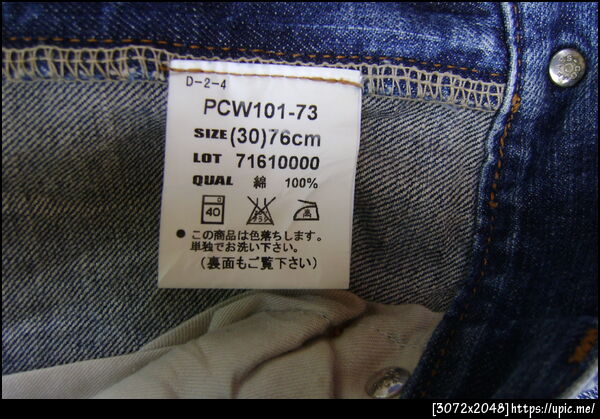 D-2-4
PCW101-73
SIZE (30)76cm
LOT 71610000
QUAL 綿 100%
40 高
● この商品は色落ちします。
単独でお洗い下さい。
（裏面もご覧下さい）
[3072x2048]https://upic.me/